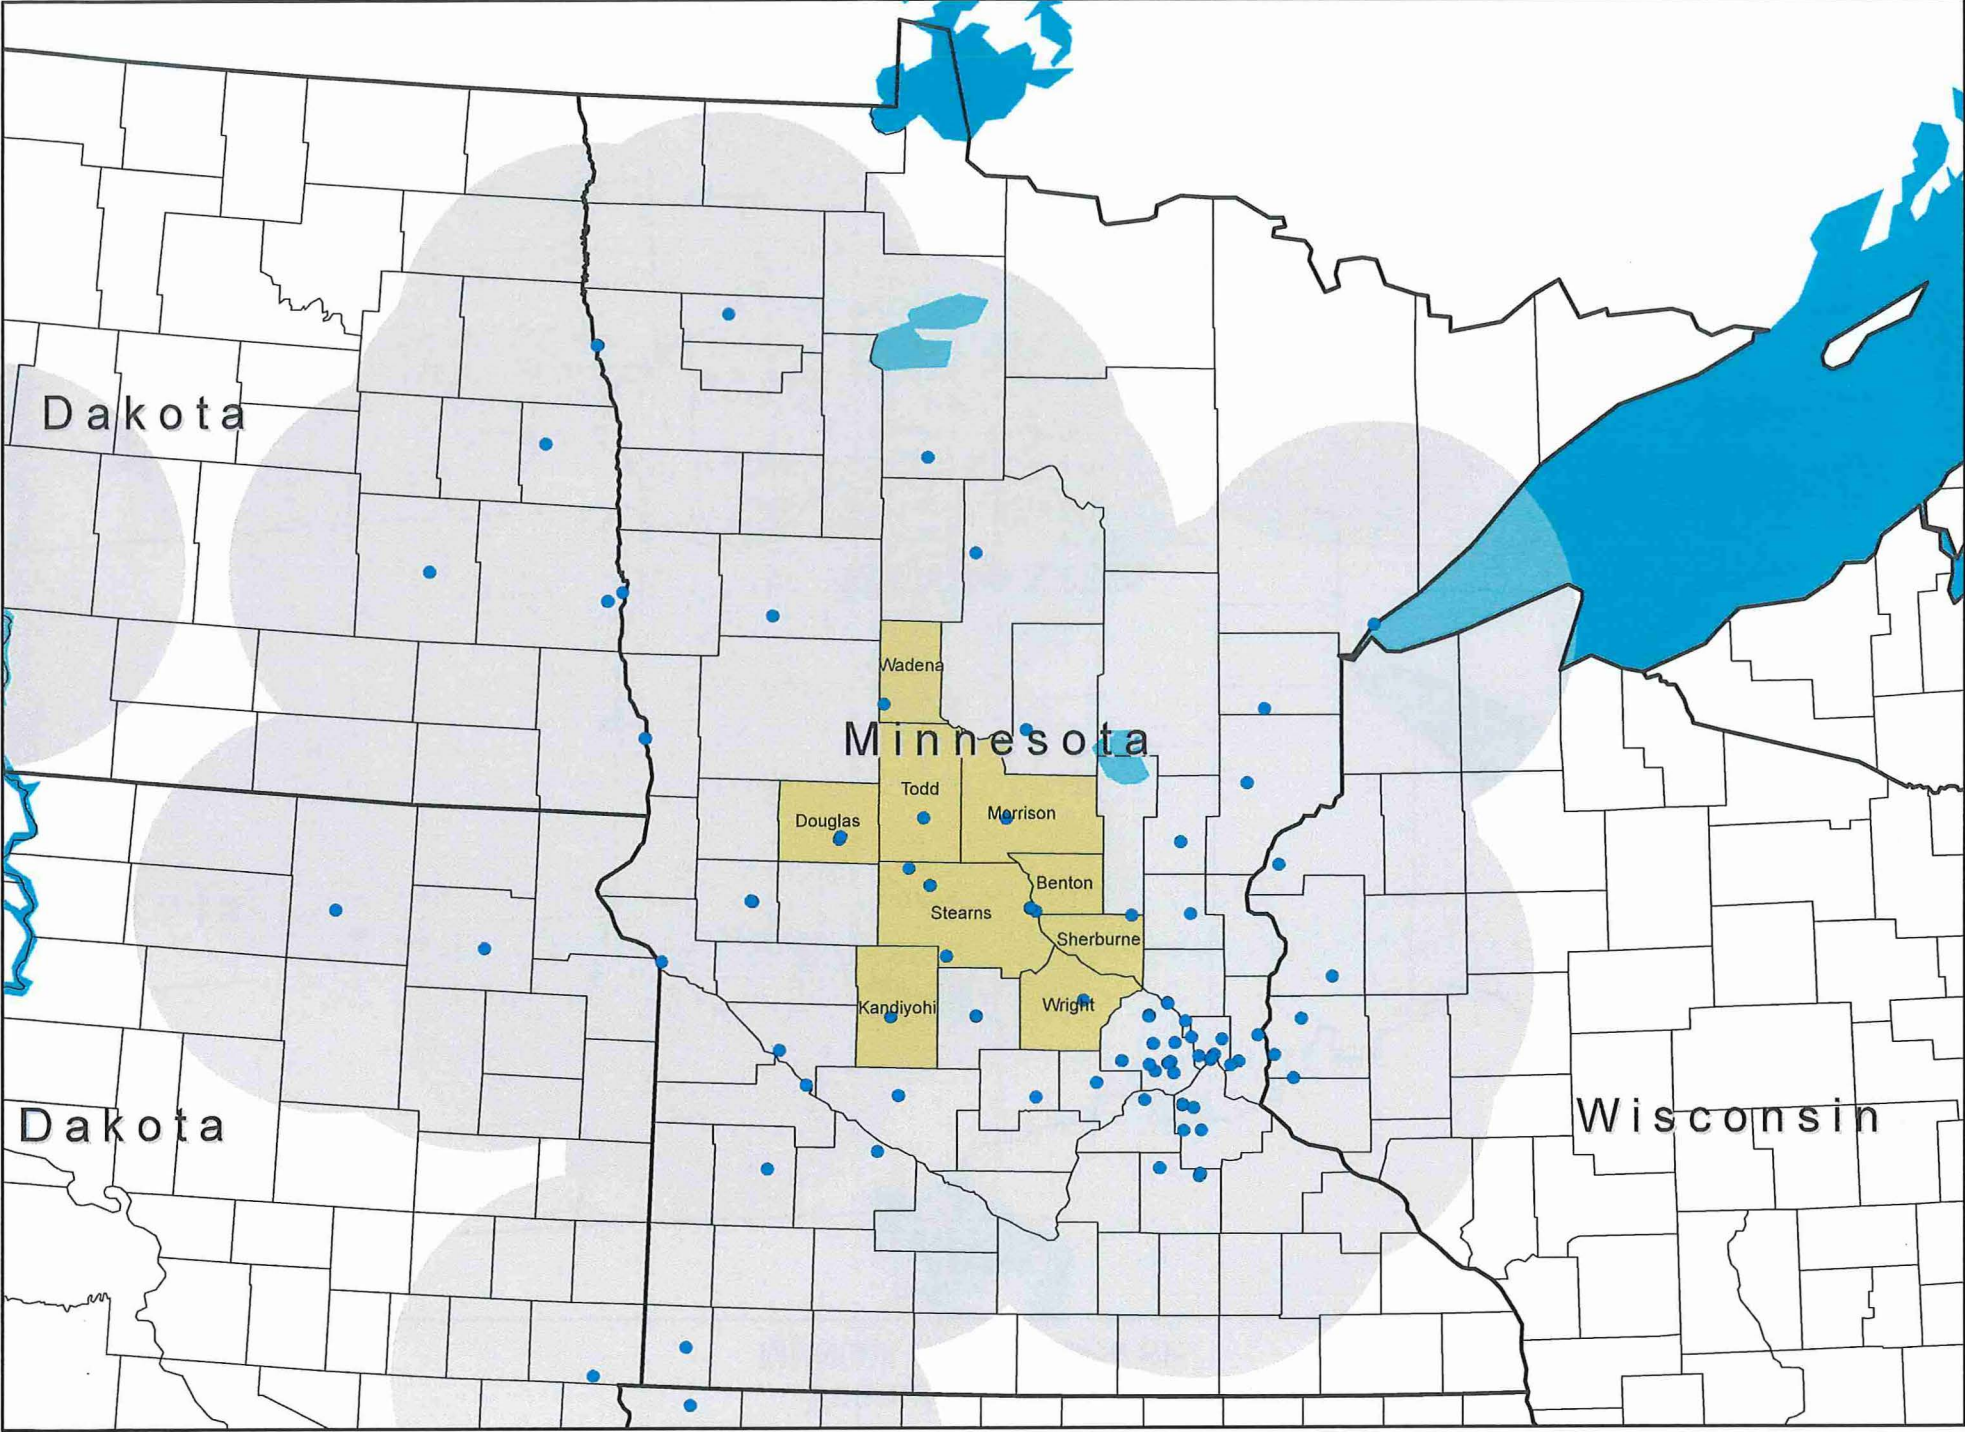 Dakota
Wadena
Minnesota
Todd
Morrison
Douglas
Benton
Stearns
Sherburne
Kandiyohi
Wright
Dakota
Wisconsin